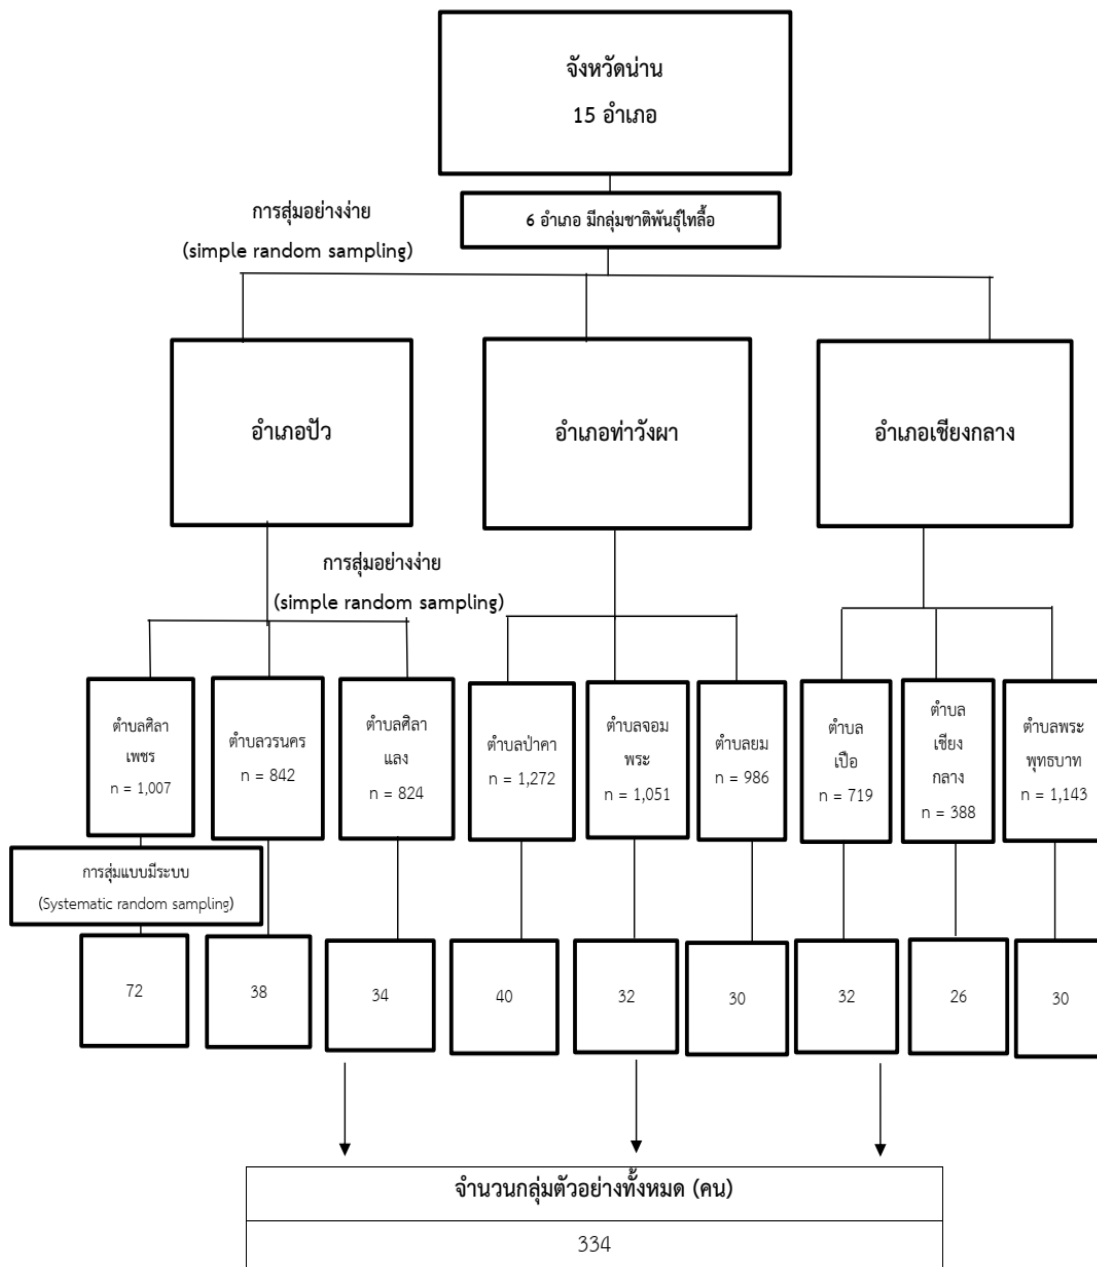 จังหวัดน่าน
15 อำเภอ
การสุ่มอย่างง่าย
(simple random sampling)
6 อำเภอ มีกลุ่มชาติพันธุ์ไทลื้อ
อำเภอปัว
อำเภอท่าวังผา
อำเภอเชียงกลาง
การสุ่มอย่างง่าย
(simple random sampling)
ตำบลศิลา
เพชร
n = 1,007
ตำบลวรนคร
n = 842
ตำบลศิลา
แลง
n = 824
ตำบลป่าคา
n = 1,272
ตำบลจอม
พระ
n = 1,051
ตำบลยม
n = 986
ตำบล
เปือ
n = 719
ตำบล
เชียง
กลาง
n = 388
ตำบลพระ
พุทธบาท
n = 1,143
การสุ่มแบบมีระบบ
(Systematic random sampling)
72
38
34
40
32
30
32
26
30
จำนวนกลุ่มตัวอย่างทั้งหมด (คน)
334